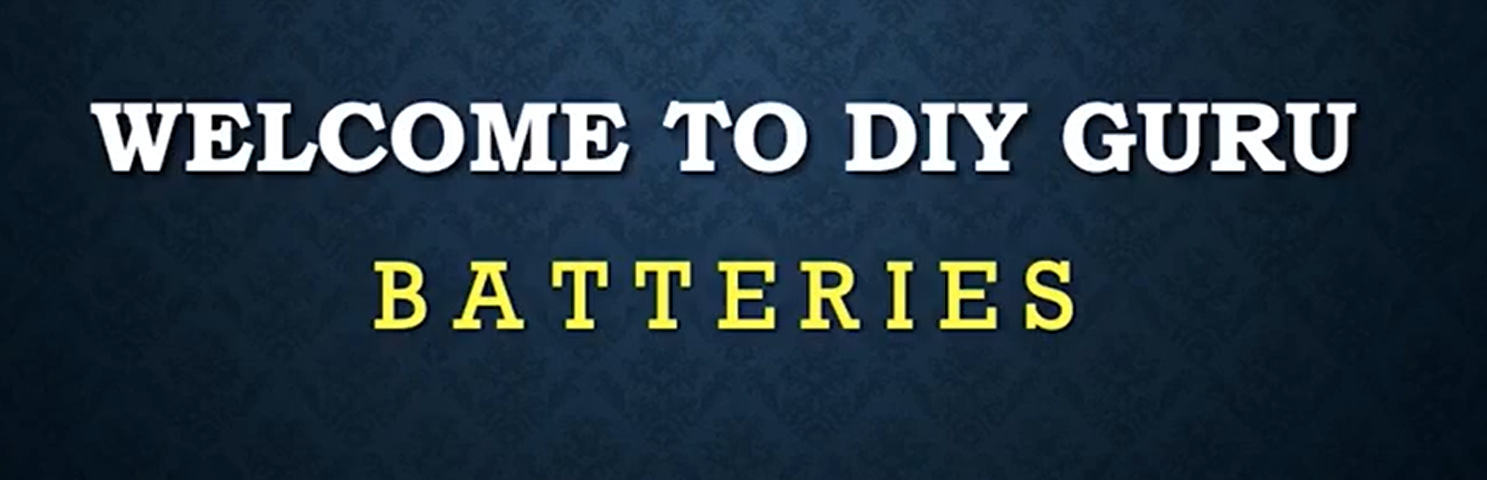 WELCOME TO DIY GURU
BATTERIES